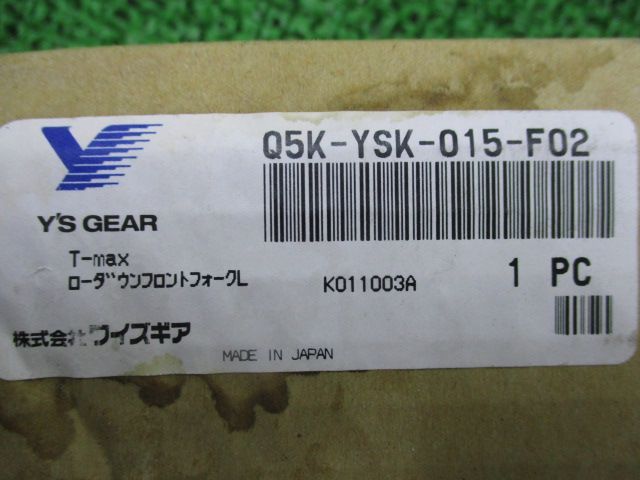 Q5K-YSK-015-F02
Y'S GEAR
T-max
ローダウンフロントフォークL
K011003A
1 PC
株式会社ワイズギア
MADE IN JAPAN